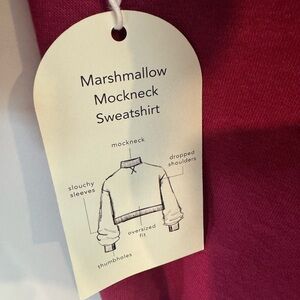 Marshmallow
Mockneck
Sweatshirt
mockneck
dropped
shoulders
slouchy
sleeves
oversized
fit
thumbholes